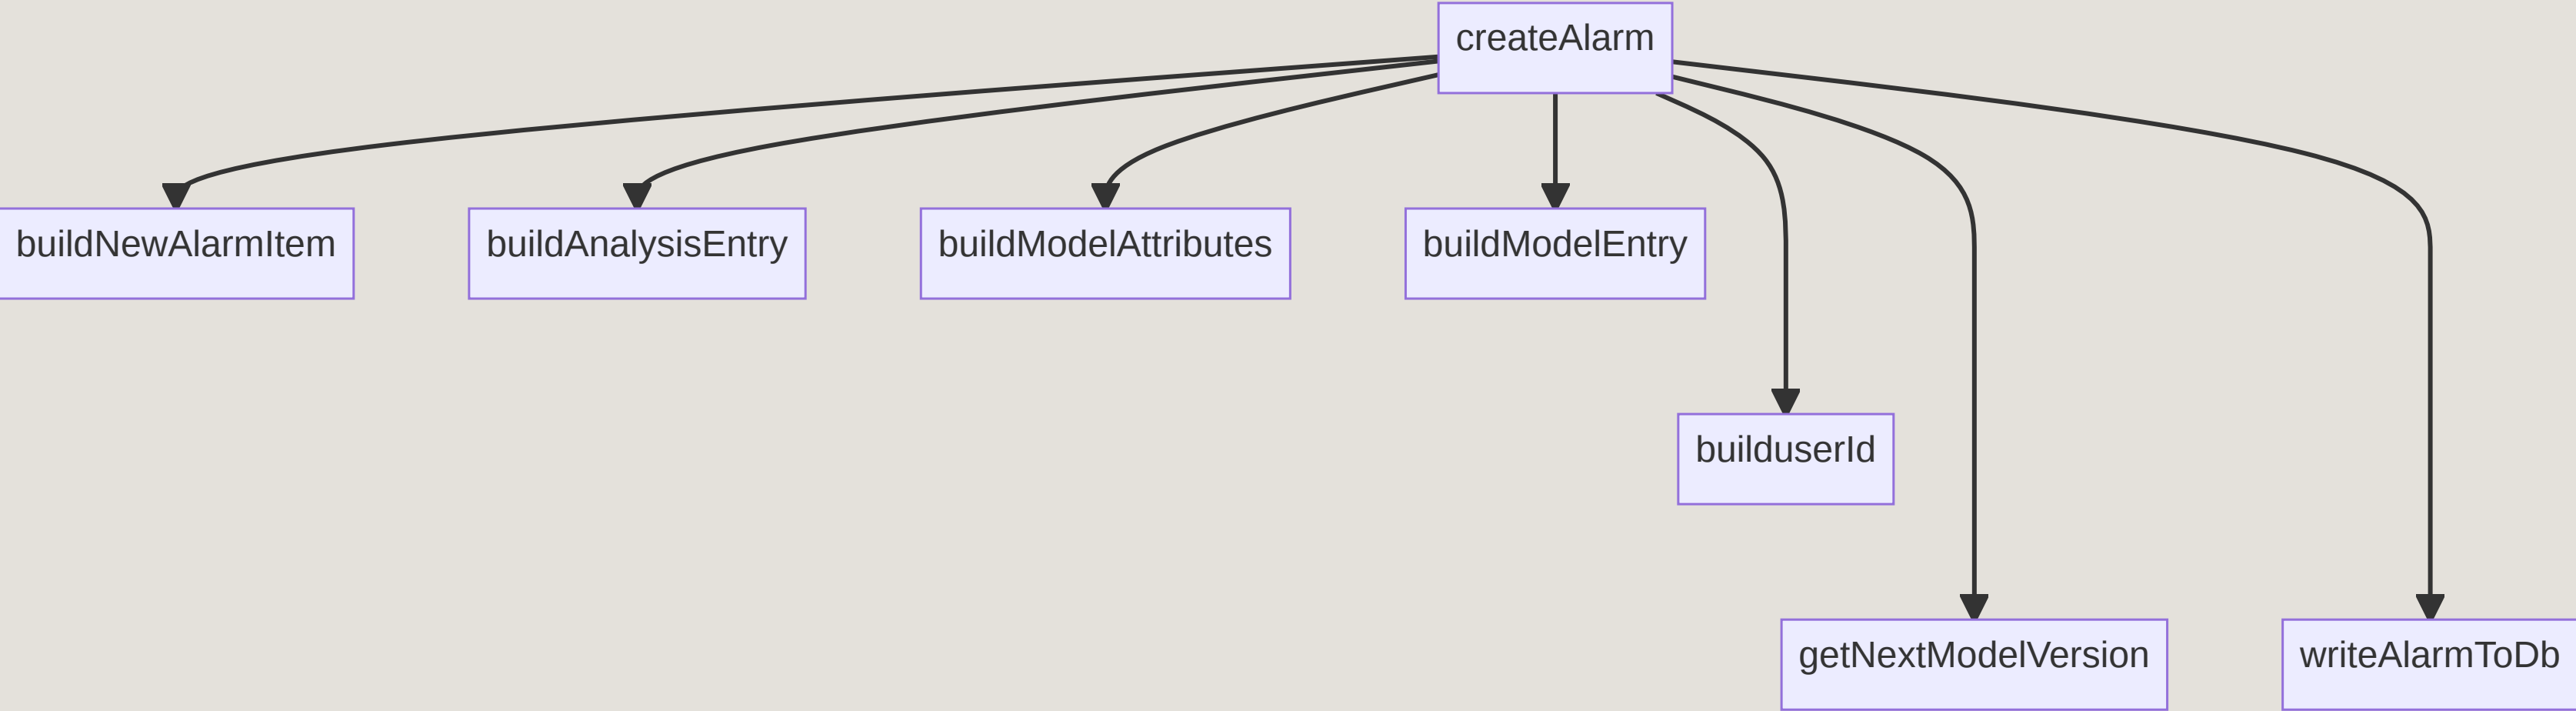 createAlarm
buildNewAlarmItem
buildAnalysisEntry
buildModelAttributes
buildModelEntry
builduserId
getNextModelVersion
writeAlarmToDb